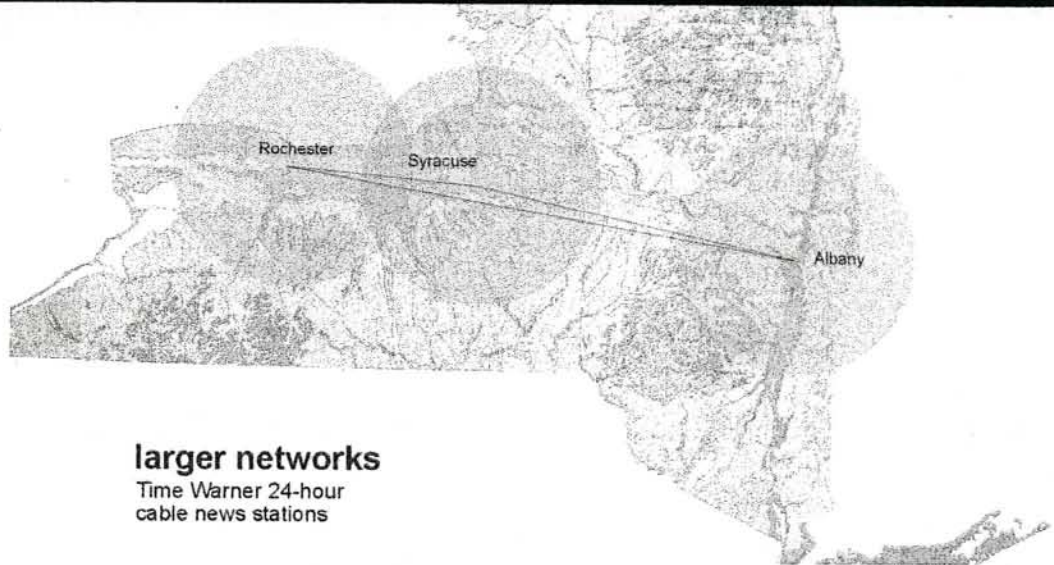 Rochester
Syracuse
Albany
larger networks
Time Warner 24-hour
cable news stations